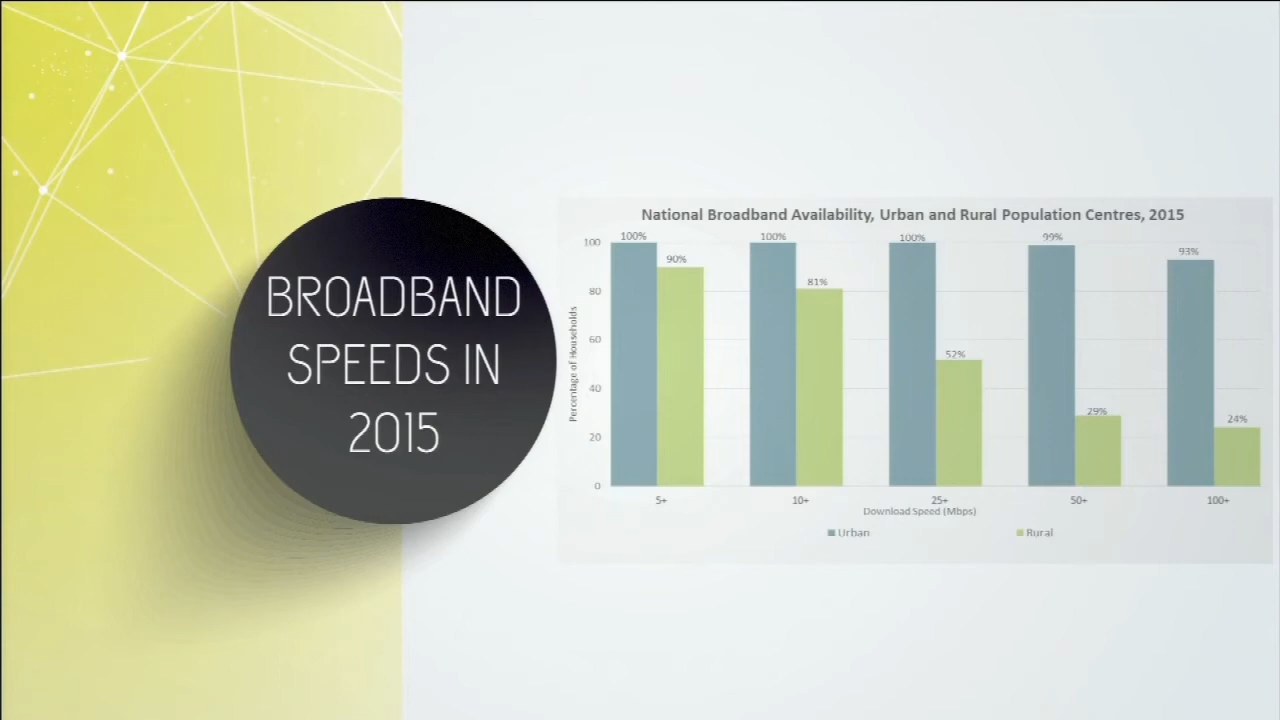 BROADBAND
SPEEDS IN
2015
National Broadband Availability, Urban and Rural Population Centres, 2015
Percentage of Households
100
80
60
40
20
0
100% 90% 100% 81% 100% 52% 99% 29% 93% 24%
5+ 10+ 25+ 50+ 100+
Download Speed (Mbps)
Urban Rural